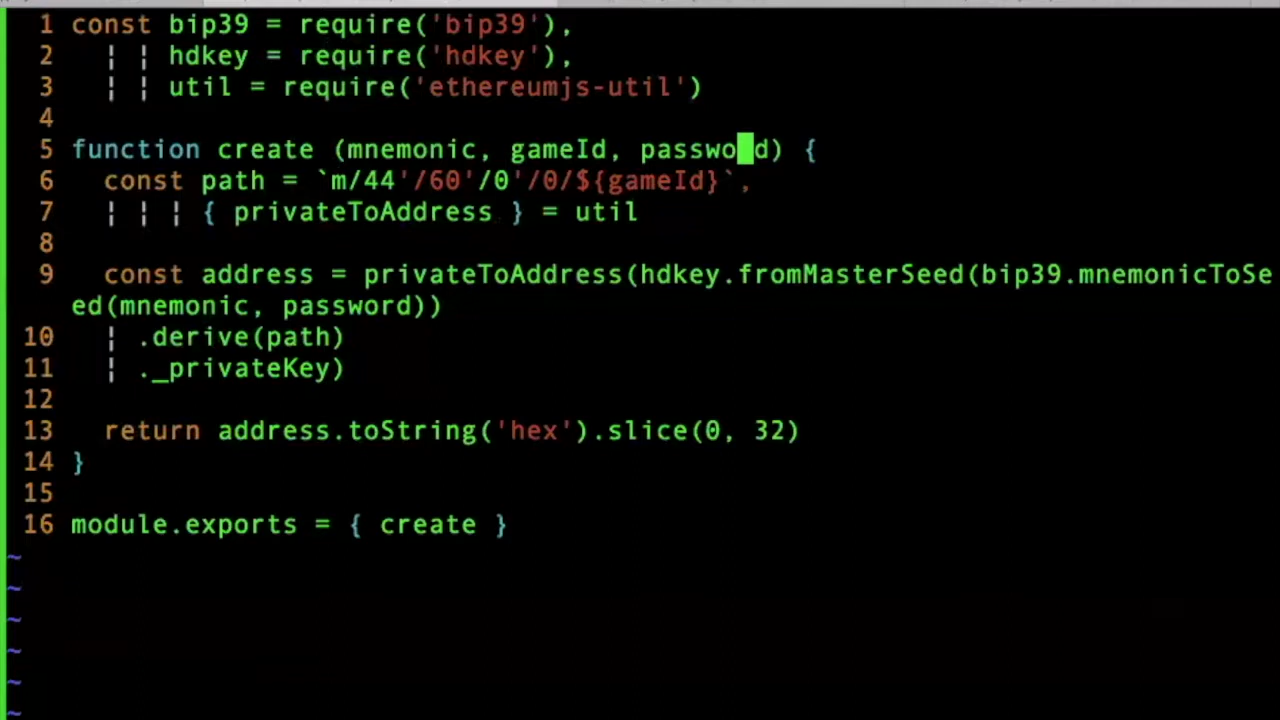 1 const bip39 = require('bip39'),
2 ¦ ¦ hdkey = require('hdkey'),
3 ¦ ¦ util = require('ethereumjs-util')
4
5 function create (mnemonic, gameId, password) {
6 const path = `m/44'/60'/0'/0/${gameId}`,
7 ¦ ¦ ¦ { privateToAddress } = util
8
9 const address = privateToAddress(hdkey.fromMasterSeed(bip39.mnemonicToSe
ed(mnemonic, password))
10 ¦ .derive(path)
11 ¦ ._privateKey)
12
13 return address.toString('hex').slice(0, 32)
14 }
15
16 module.exports = { create }
~
~
~
~
~
~